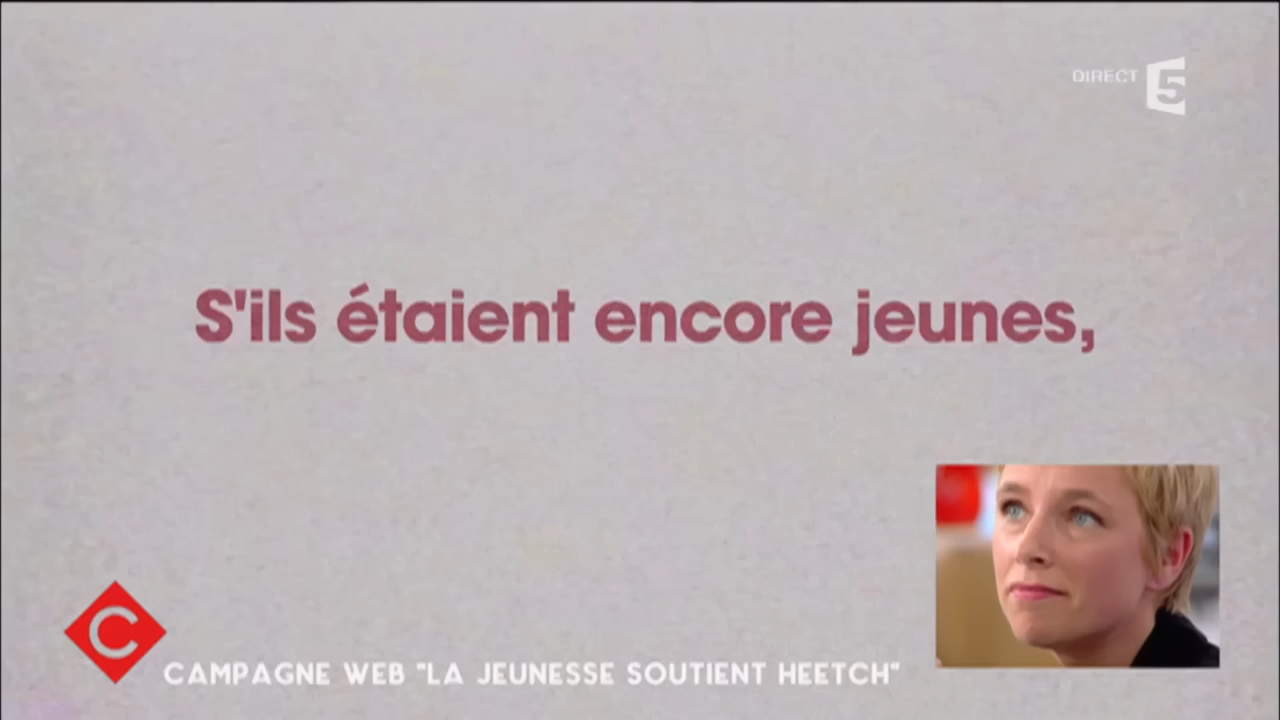 DIRECT 5
S'ils étaient encore jeunes,
C
CAMPAGNE WEB "LA JEUNESSE SOUTIENT HEETCH"